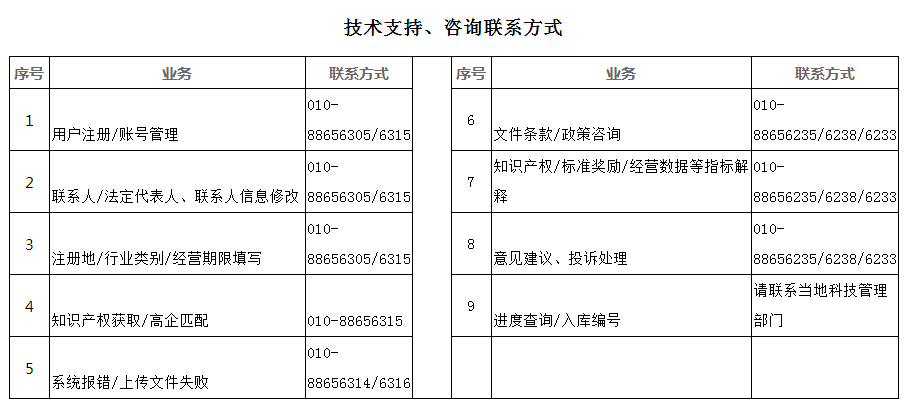 技术支持、咨询联系方式
序号 业务 联系方式
1 用户注册/账号管理 010-
88656305/6315
2 联系人/法定代表人、联系人信息修改 010-
88656305/6315
3 注册地/行业类别/经营期限填写 010-
88656305/6315
4 知识产权获取/高企匹配 010-88656315
5 系统报错/上传文件失败 010-
88656314/6316
序号 业务 联系方式
6 文件条款/政策咨询 010-
88656235/6238/6233
7 知识产权/标准奖励/经营数据等指标解
释 010-
88656235/6238/6233
8 意见建议、投诉处理 010-
88656235/6238/6233
9 进度查询/入库编号 请联系当地科技管理
部门